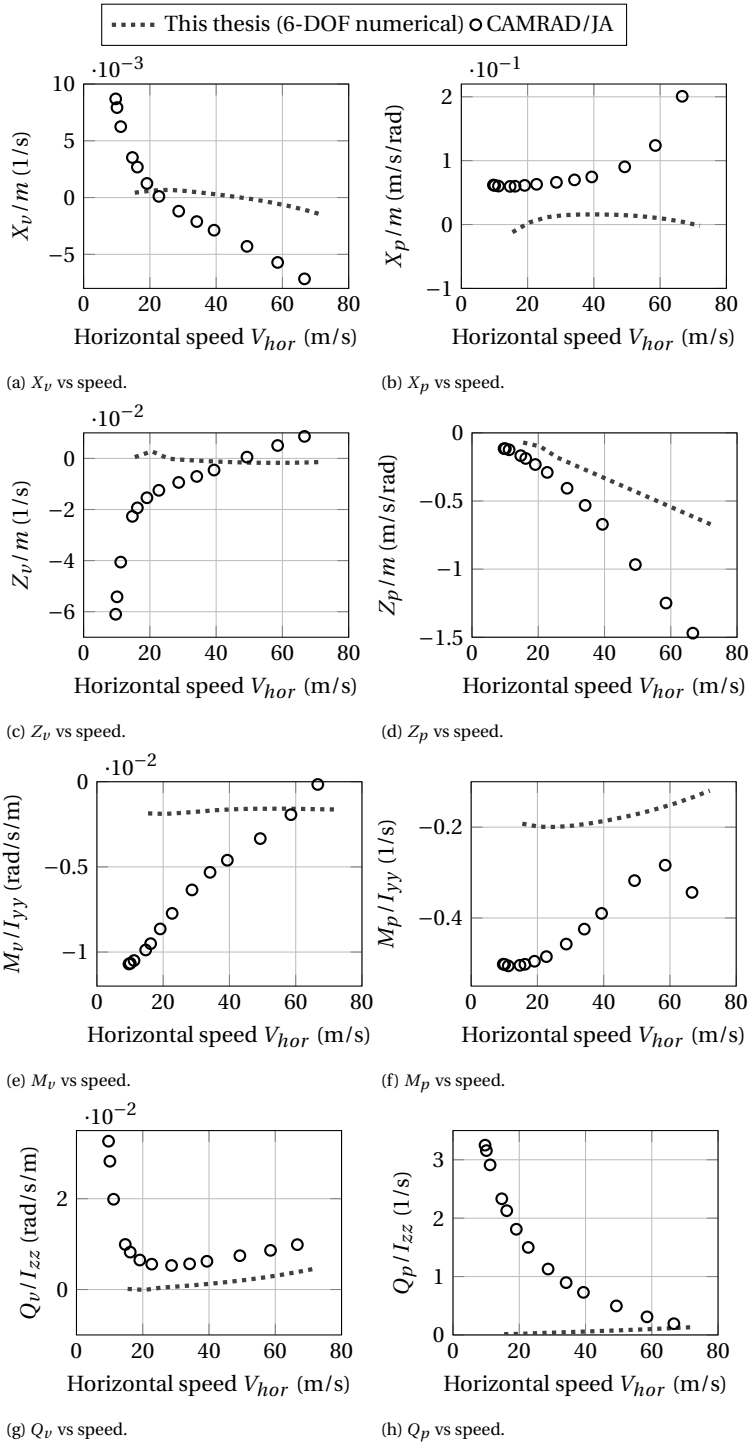 This thesis (6-DOF numerical) CAMRAD/JA
·10⁻³
10
5
0
−5
0 20 40 60 80
X_v/m (1/s)
Horizontal speed V_hor (m/s)
(a) X_v vs speed.
·10⁻¹
2
1
0
−1
0 20 40 60 80
X_p/m (m/s/rad)
Horizontal speed V_hor (m/s)
(b) X_p vs speed.
·10⁻²
0
−2
−4
−6
0 20 40 60 80
Z_v/m (1/s)
Horizontal speed V_hor (m/s)
(c) Z_v vs speed.
0
−0.5
−1
−1.5
0 20 40 60 80
Z_p/m (m/s/rad)
Horizontal speed V_hor (m/s)
(d) Z_p vs speed.
·10⁻²
0
−0.5
−1
0 20 40 60 80
M_v/I_yy (rad/s/m)
Horizontal speed V_hor (m/s)
(e) M_v vs speed.
−0.2
−0.4
0 20 40 60 80
M_p/I_yy (1/s)
Horizontal speed V_hor (m/s)
(f) M_p vs speed.
·10⁻²
2
0
0 20 40 60 80
Q_v/I_zz (rad/s/m)
Horizontal speed V_hor (m/s)
(g) Q_v vs speed.
3
2
1
0
0 20 40 60 80
Q_p/I_zz (1/s)
Horizontal speed V_hor (m/s)
(h) Q_p vs speed.